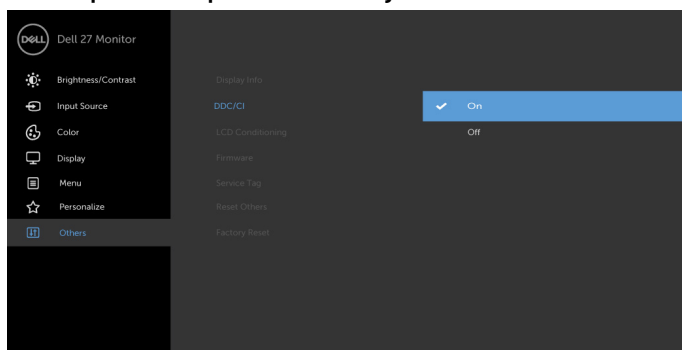 DELL
Dell 27 Monitor
Brightness/Contrast
Input Source
Color
Display
Menu
Personalize
Others
Display Info
DDC/CI
LCD Conditioning
Firmware
Service Tag
Reset Others
Factory Reset
On
Off